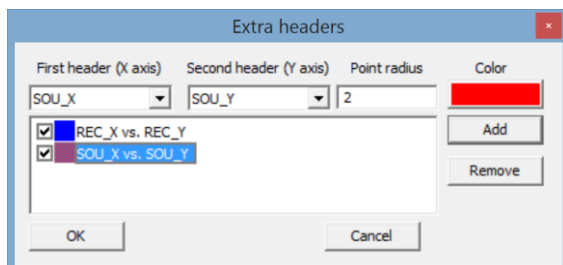 Extra headers
×
First header (X axis) Second header (Y axis) Point radius Color
SOU_X SOU_Y 2
REC_X vs. REC_Y Add
SOU_X vs. SOU_Y
Remove
OK Cancel